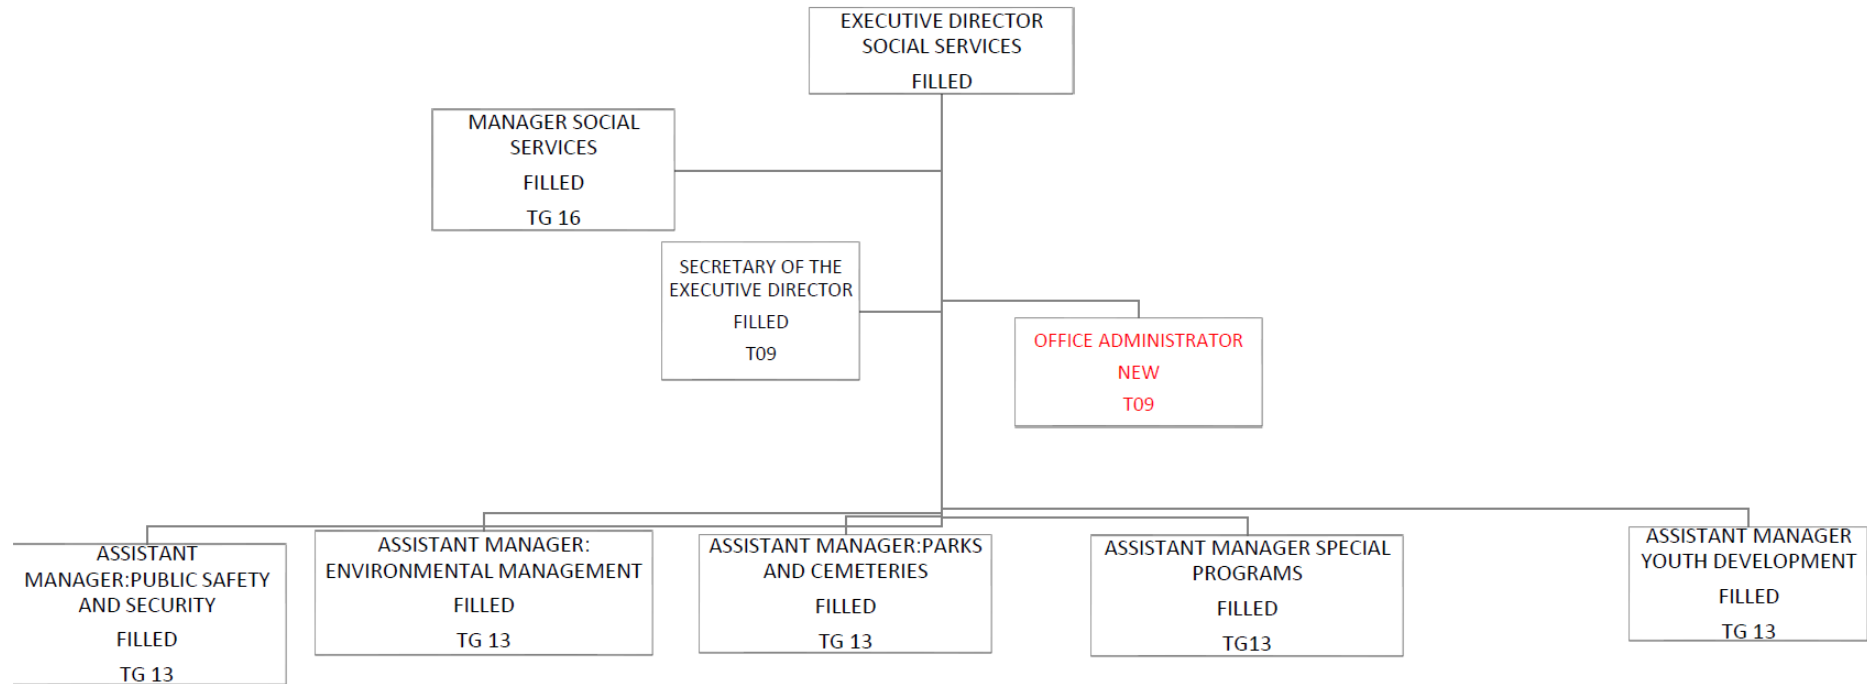 EXECUTIVE DIRECTOR
SOCIAL SERVICES
FILLED
MANAGER SOCIAL
SERVICES
FILLED
TG 16
SECRETARY OF THE
EXECUTIVE DIRECTOR
FILLED
T09
OFFICE ADMINISTRATOR
NEW
T09
ASSISTANT
MANAGER:PUBLIC SAFETY
AND SECURITY
FILLED
TG 13
ASSISTANT MANAGER:
ENVIRONMENTAL MANAGEMENT
FILLED
TG 13
ASSISTANT MANAGER:PARKS
AND CEMETERIES
FILLED
TG 13
ASSISTANT MANAGER SPECIAL
PROGRAMS
FILLED
TG13
ASSISTANT MANAGER
YOUTH DEVELOPMENT
FILLED
TG 13